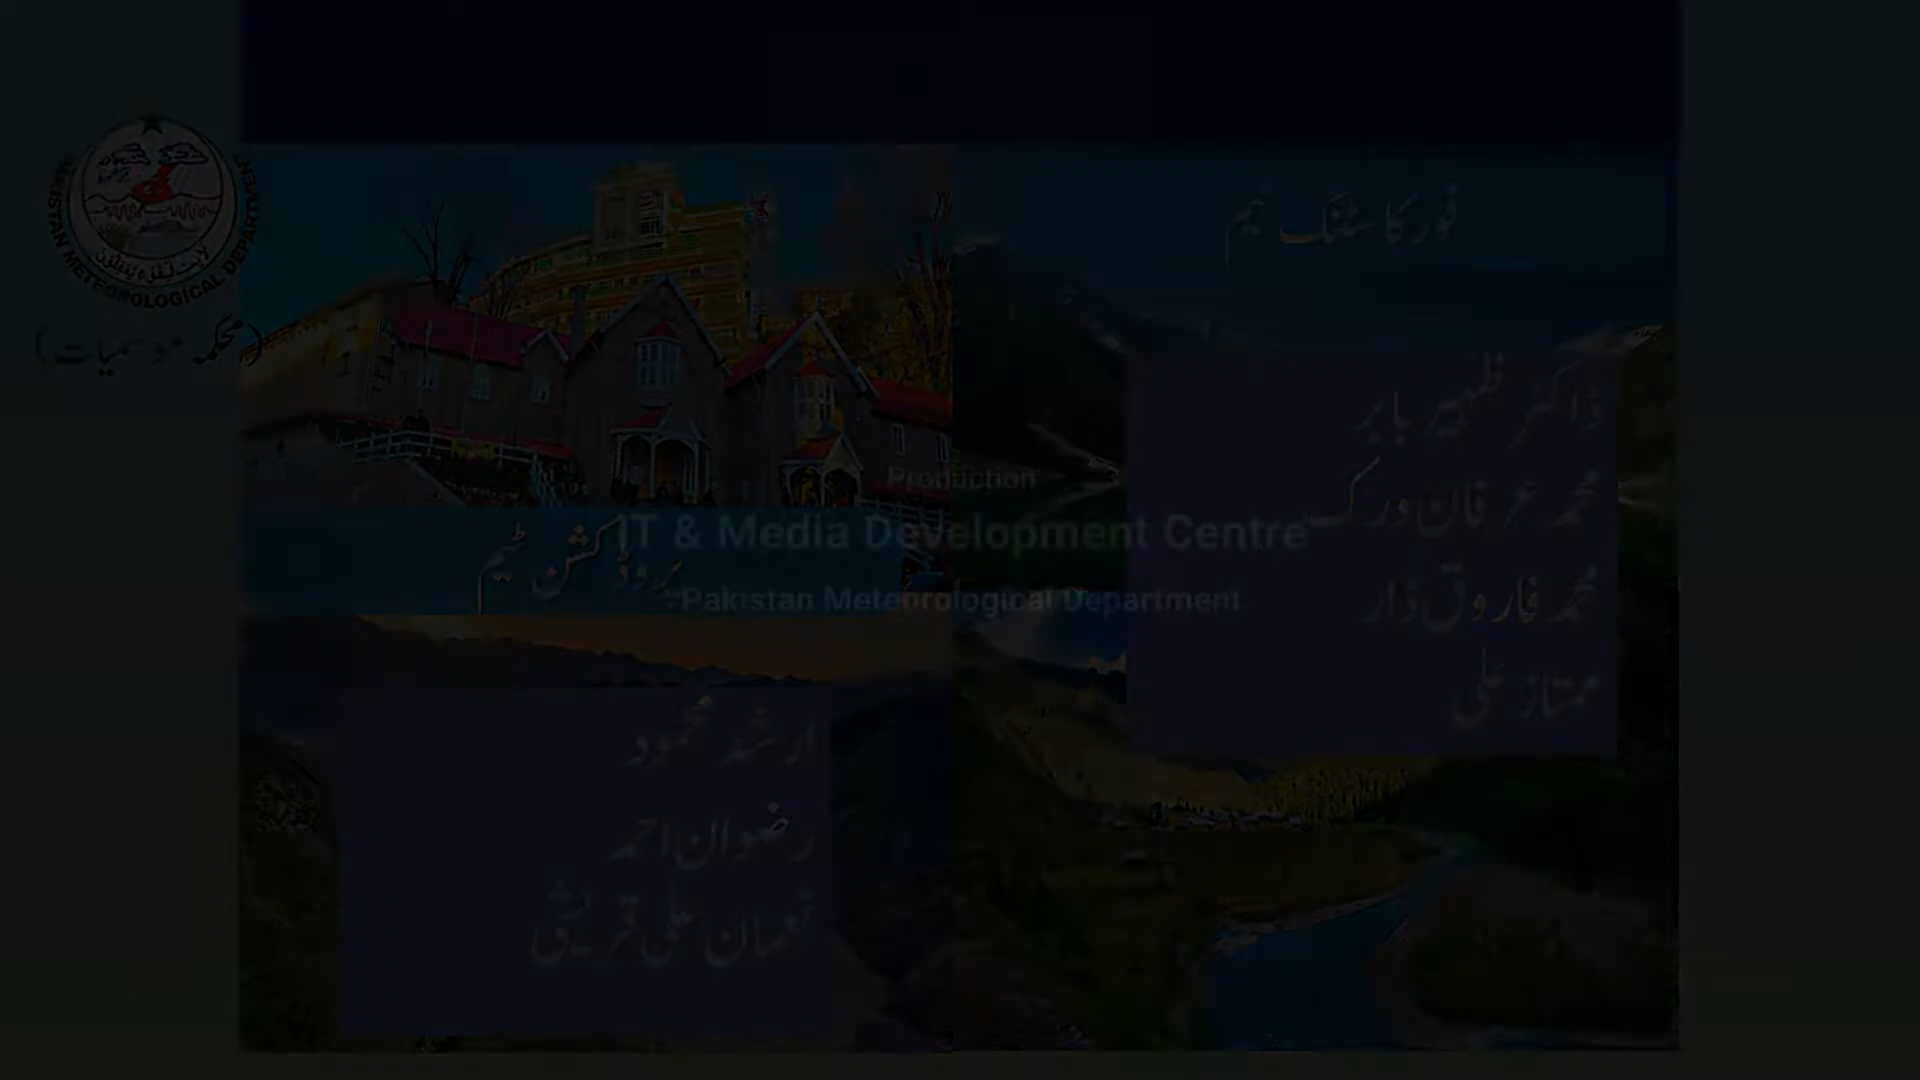 PAKISTAN METEOROLOGICAL DEPARTMENT
(محکمہ موسمیات)
فورکاسٹنگ ٹیم
ڈاکٹر ظہیر بابر
محمد عرفان ورک
محمد فاروق ڈار
ممتاز علی
Production
IT & Media Development Centre
Pakistan Meteorological Department
پروڈکشن ٹیم
ارشد محمود
رضوان احمد
نعمان علی قریشی